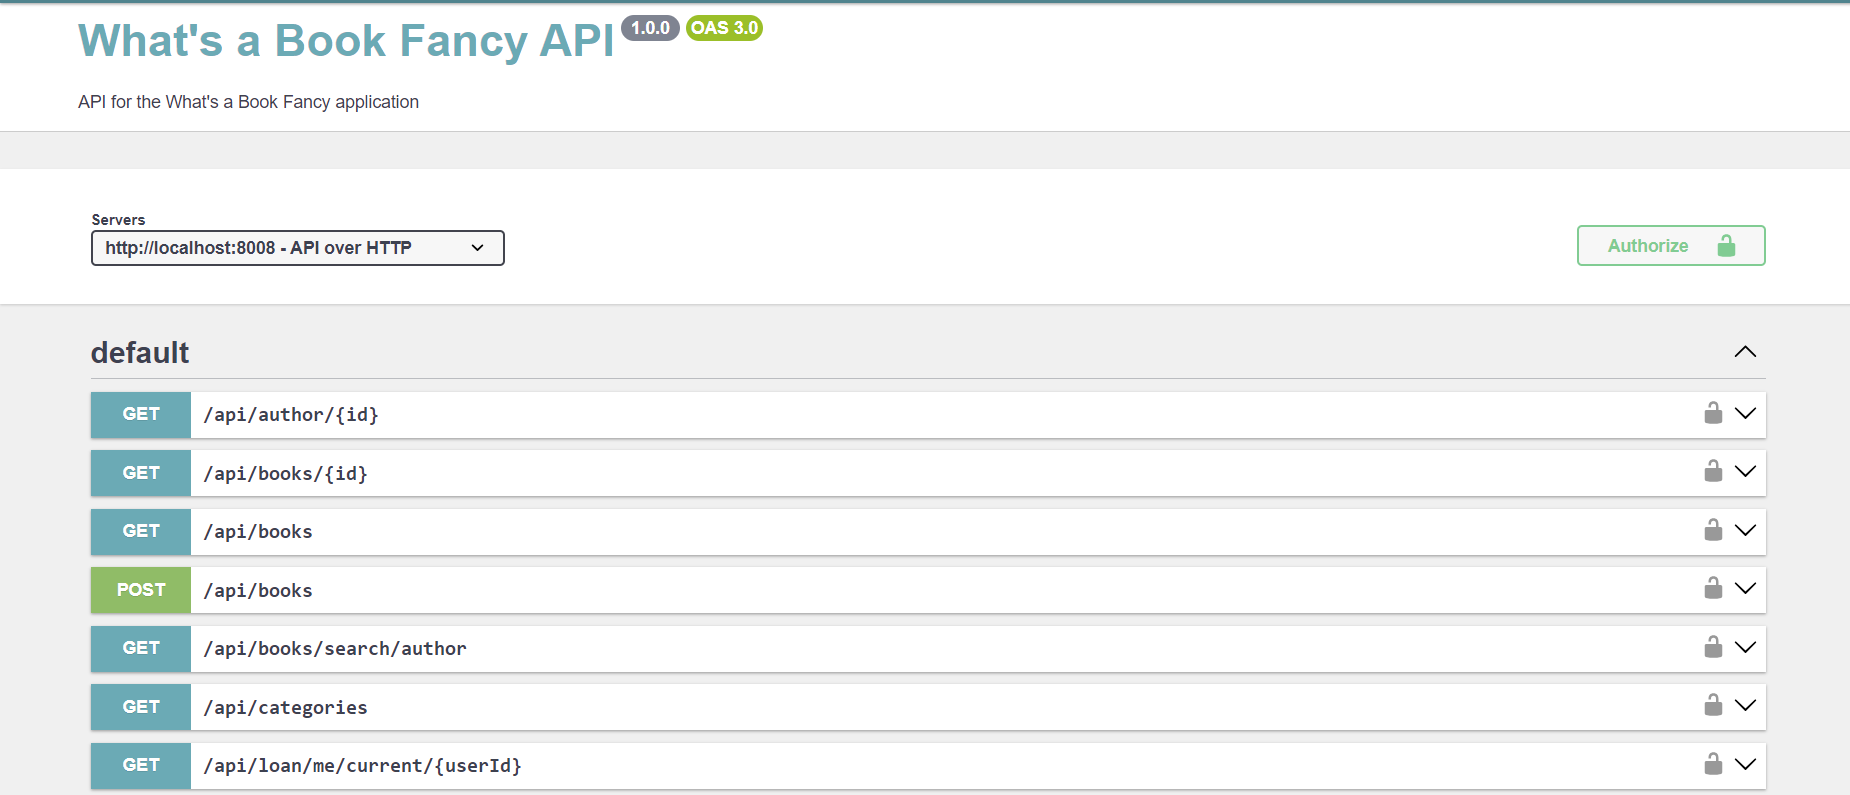 What's a Book Fancy API 1.0.0 OAS 3.0
API for the What's a Book Fancy application
Servers
http://localhost:8008 - API over HTTP
Authorize
default
GET /api/author/{id}
GET /api/books/{id}
GET /api/books
POST /api/books
GET /api/books/search/author
GET /api/categories
GET /api/loan/me/current/{userId}